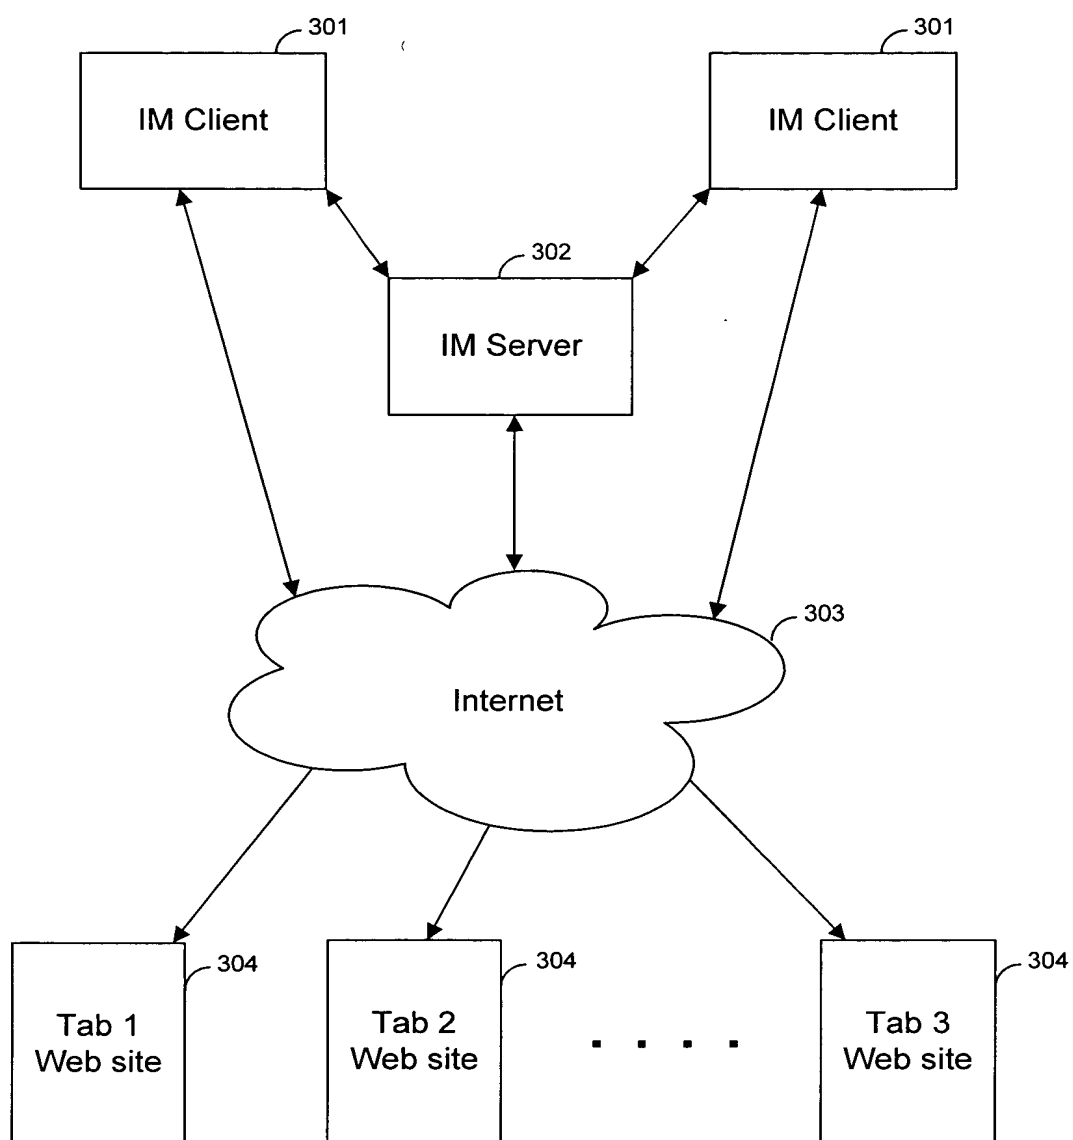 301
301
IM Client
IM Client
302
IM Server
303
Internet
304
304
304
Tab 1
Web site
Tab 2
Web site
Tab 3
Web site